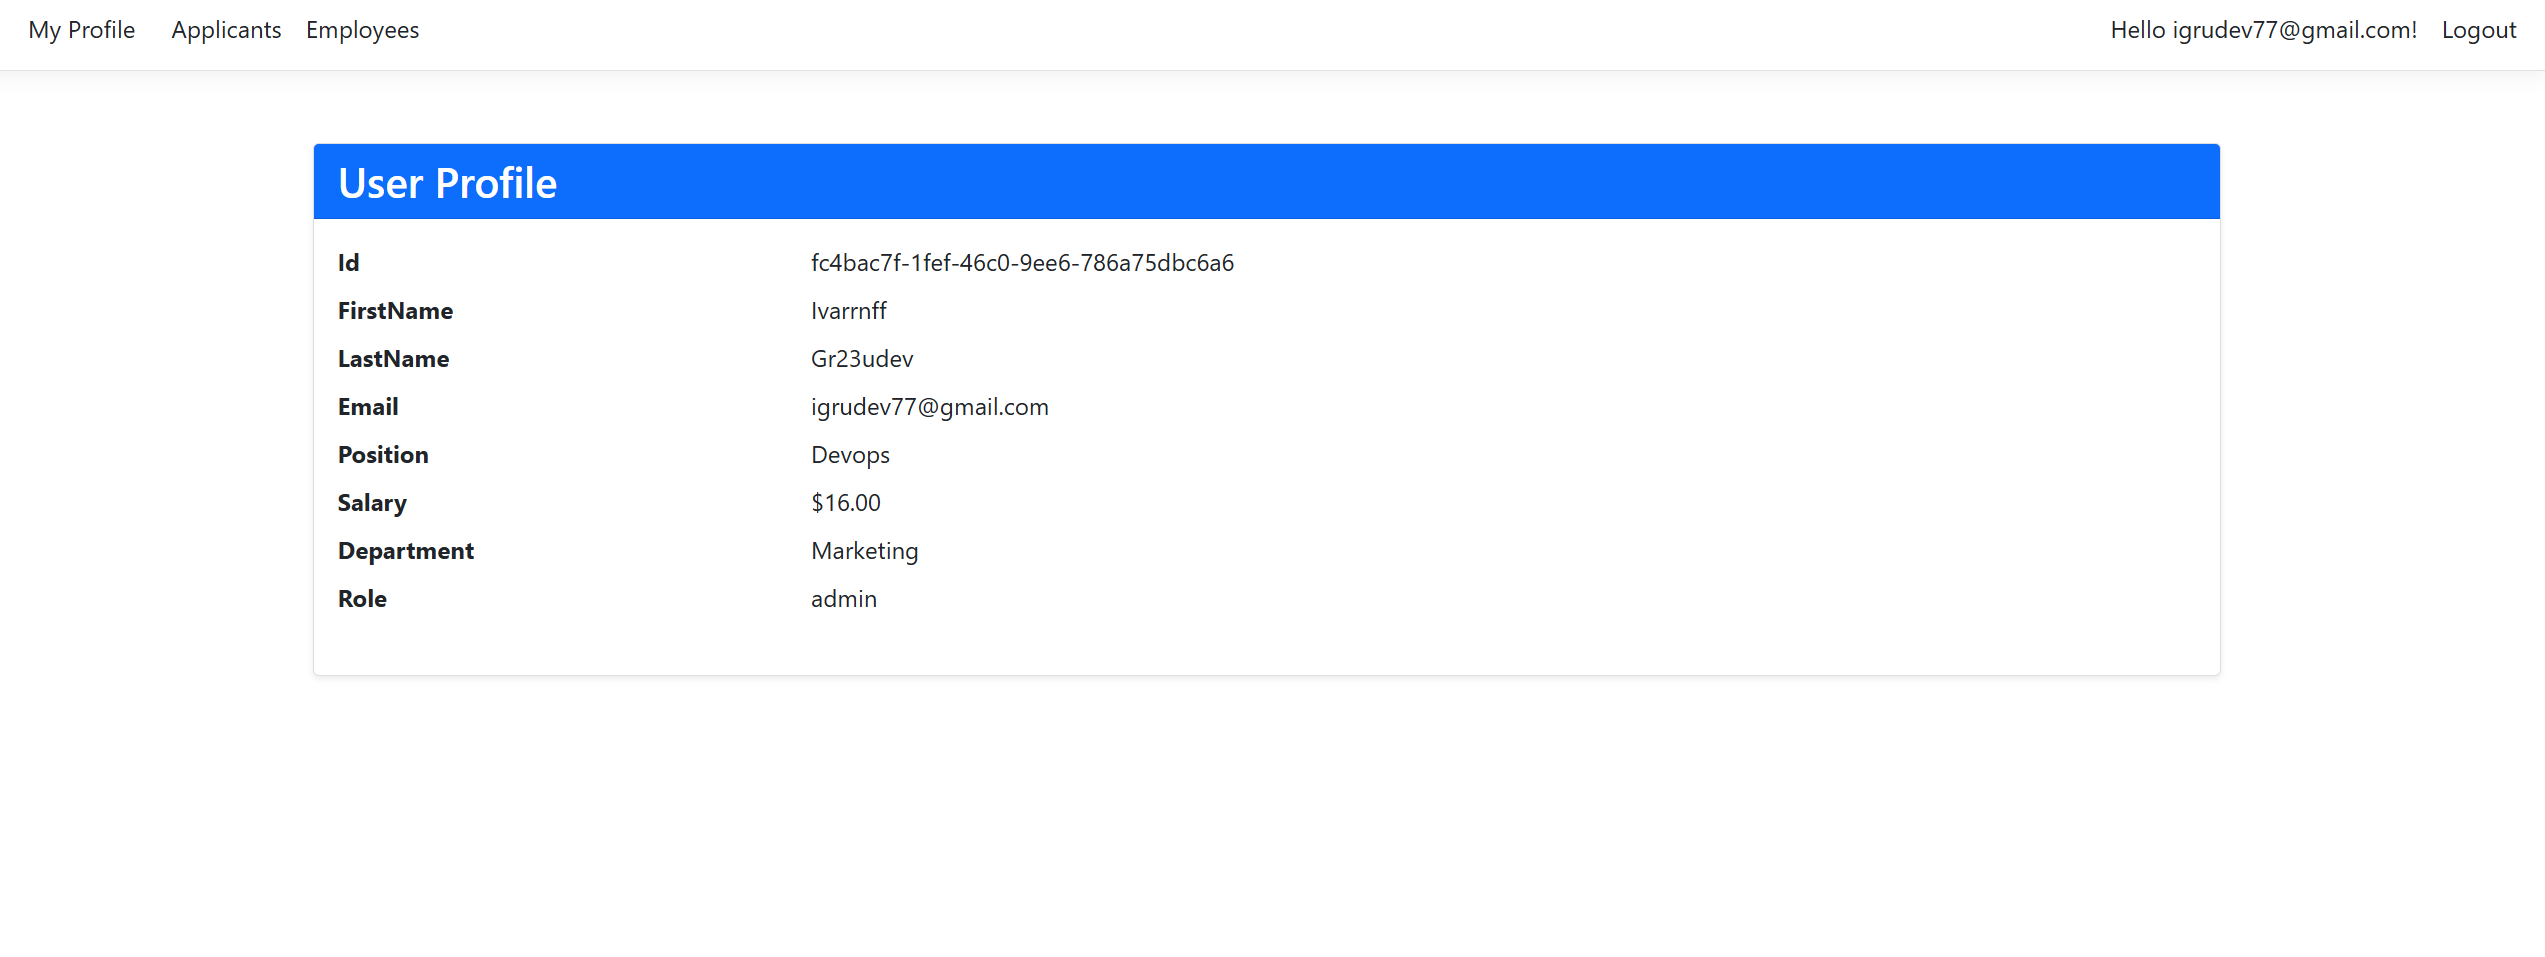 My Profile Applicants Employees Hello igrudev77@gmail.com! Logout
User Profile
Id fc4bac7f-1fef-46c0-9ee6-786a75dbc6a6
FirstName Ivarrnff
LastName Gr23udev
Email igrudev77@gmail.com
Position Devops
Salary $16.00
Department Marketing
Role admin